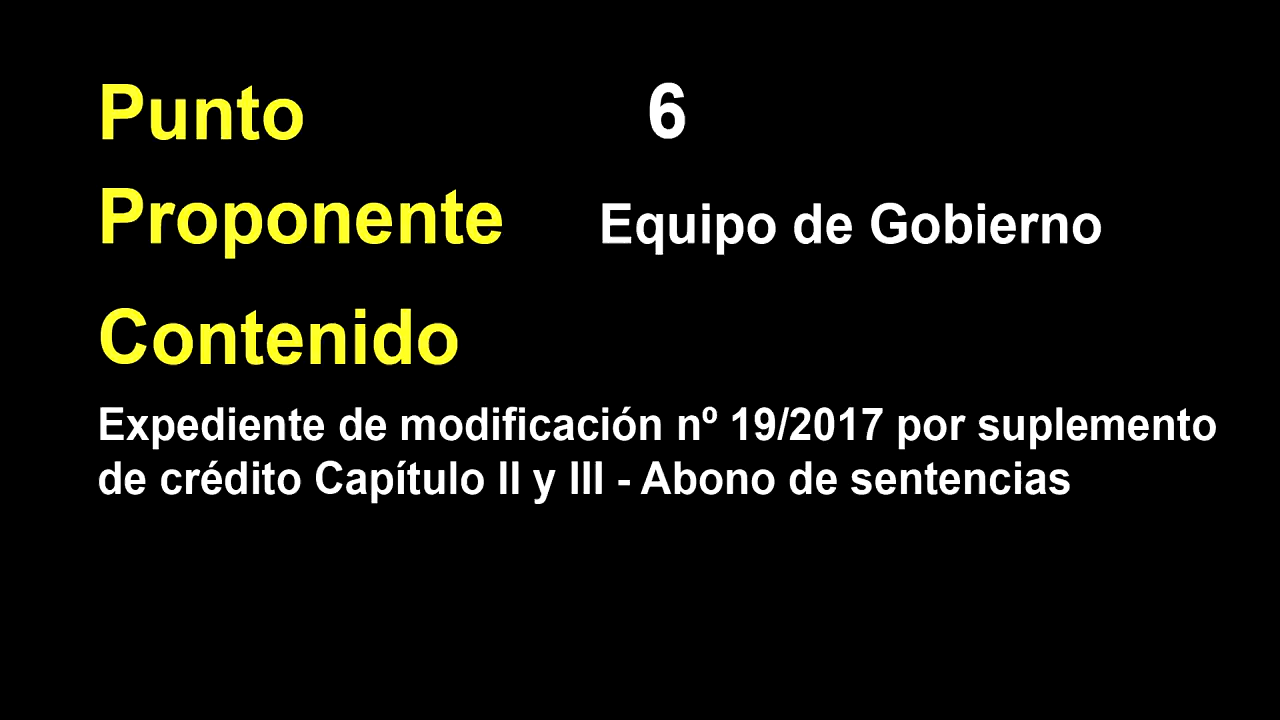 Punto 6
Proponente Equipo de Gobierno
Contenido
Expediente de modificación nº 19/2017 por suplemento
de crédito Capítulo II y III - Abono de sentencias